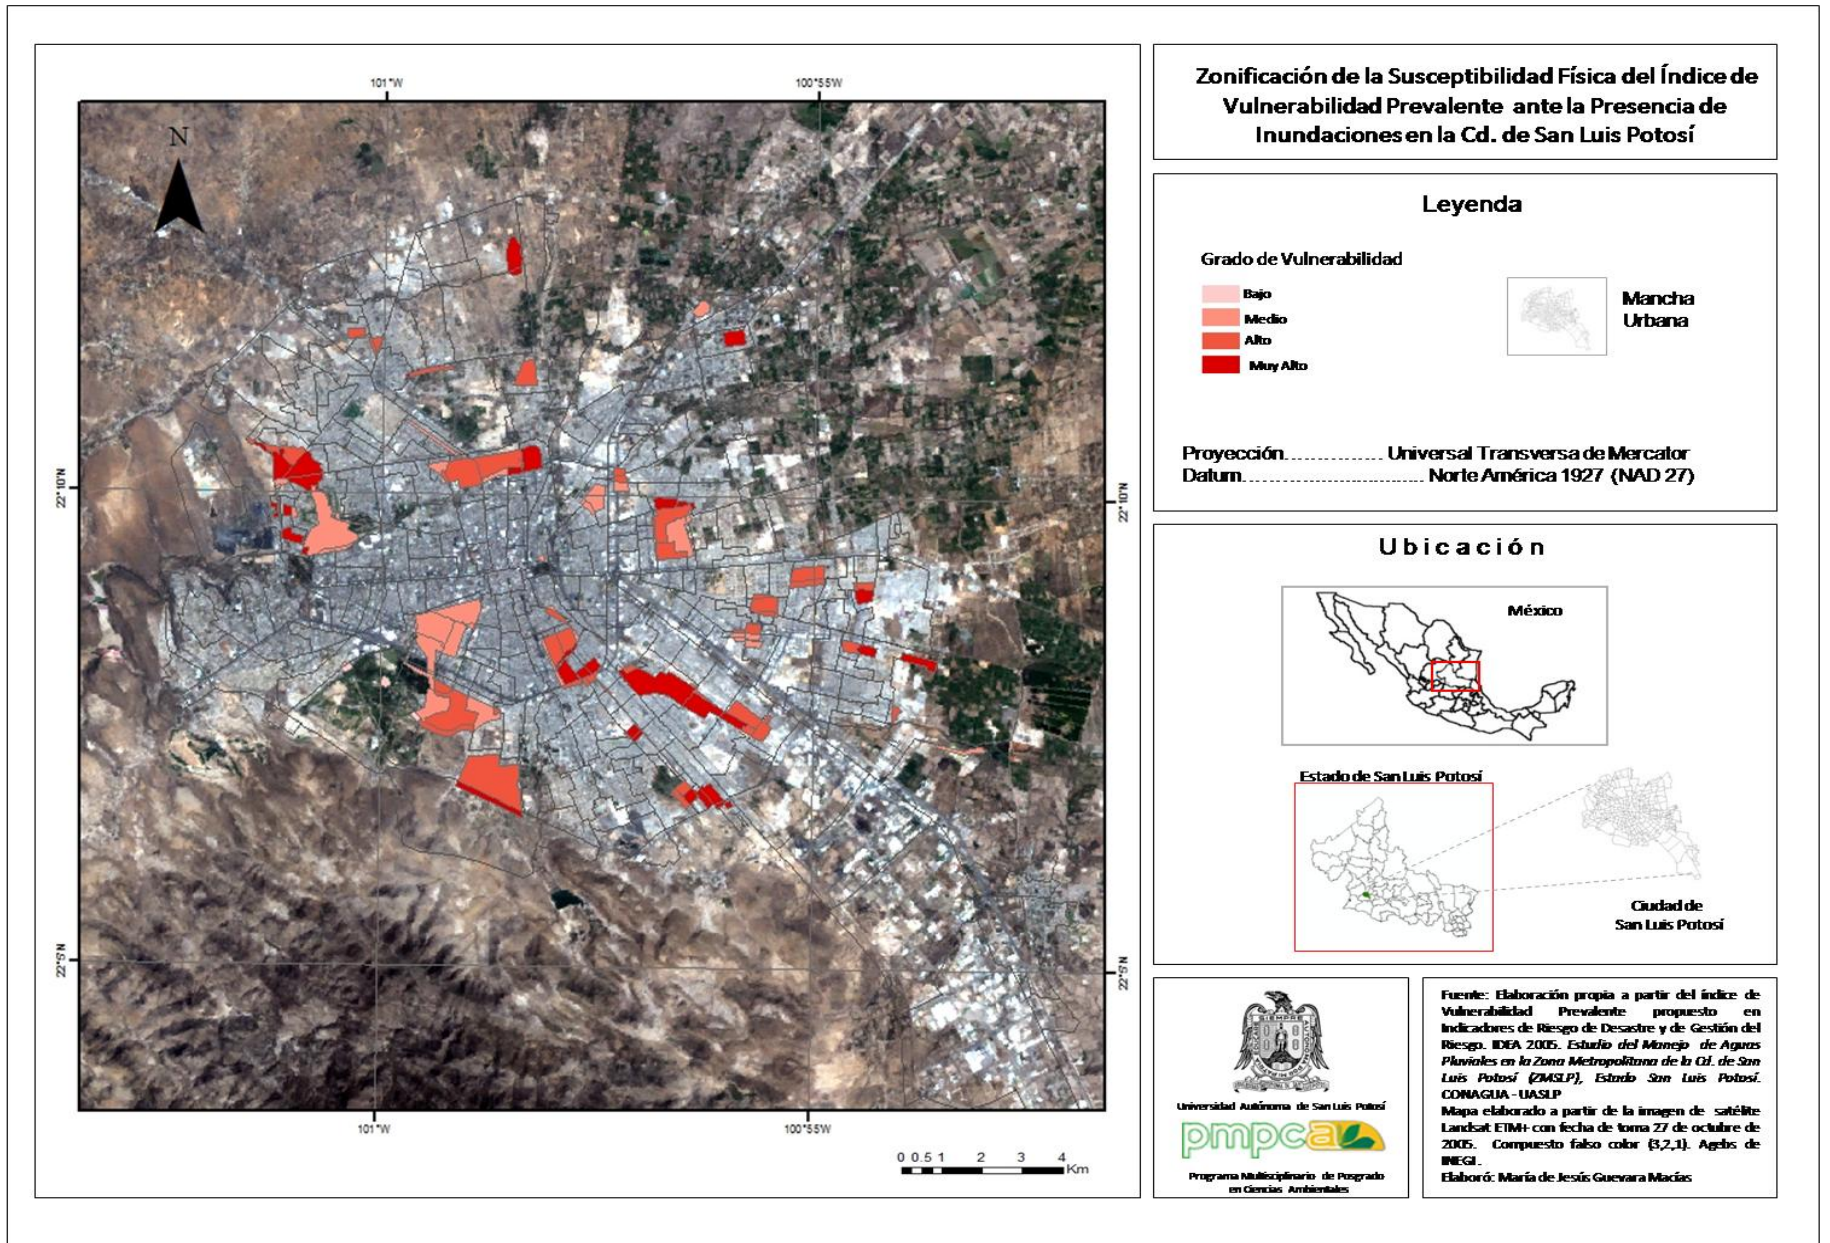 Zonificación de la Susceptibilidad Física del Índice de
Vulnerabilidad Prevalente ante la Presencia de
Inundaciones en la Cd. de San Luis Potosí
101°W
100°55'W
N
22°10'N
22°10'N
22°5'N
22°5'N
101°W
100°55'W
0 0.5 1 2 3 4
Km
Leyenda
Grado de Vulnerabilidad
Bajo
Medio
Alto
Muy Alto
Mancha
Urbana
Proyección.............. Universal Transversa de Mercator
Datum............................ Norte América 1927 (NAD 27)
Ubicación
México
Estado de San Luis Potosí
Ciudad de
San Luis Potosí
SIEMPRE
Universidad Autónoma de San Luis Potosí
pmpca
Programa Multidisciplinario de Posgrado
en Ciencias Ambientales
Fuente: Elaboración propia a partir del índice de
Vulnerabilidad Prevalente propuesto en
Indicadores de Riesgo de Desastre y de Gestión del
Riesgo. IDEA 2005. Estudio del Manejo de Aguas
Pluviales en la Zona Metropolitana de la Cd. de San
Luis Potosí (ZMSLP), Estado San Luis Potosí.
CONAGUA - UASLP
Mapa elaborado a partir de la imagen de satélite
Landsat ETM+ con fecha de toma 27 de octubre de
2005. Compuesto falso color (3,2,1). Agebs de
INEGI.
Elaboró: María de Jesús Guevara Macías